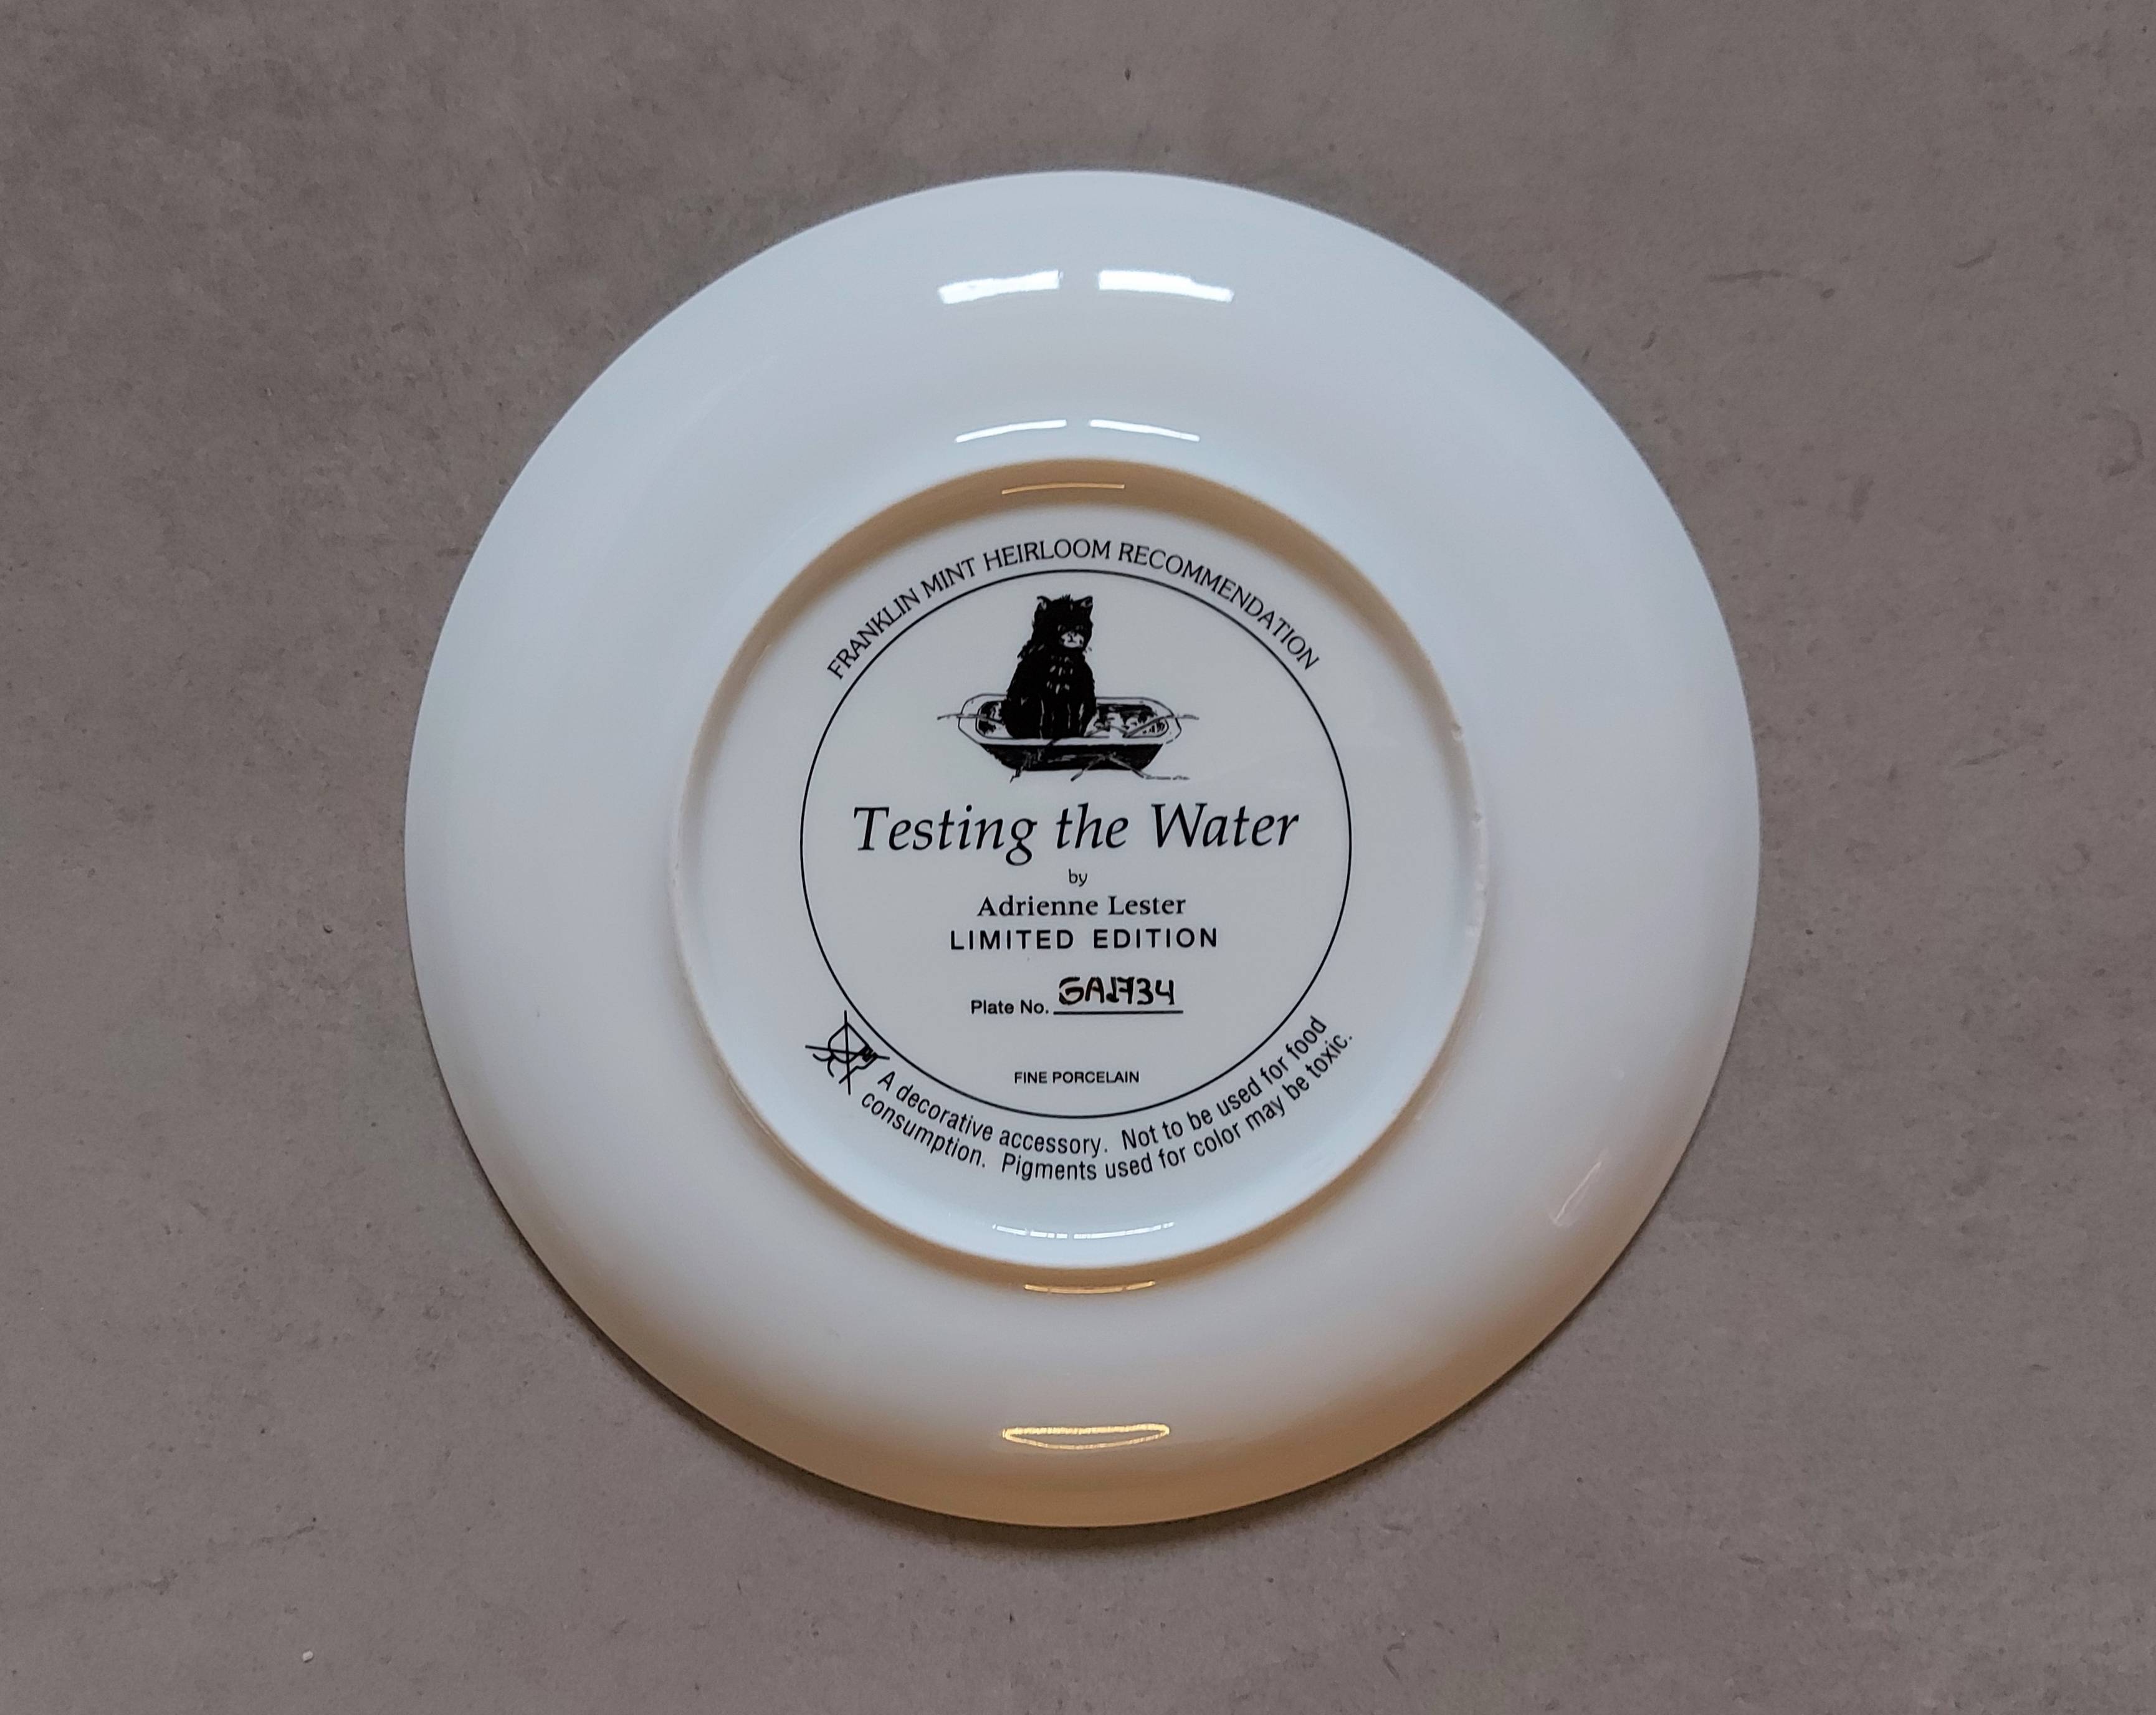 FRANKLIN MINT HEIRLOOM RECOMMENDATION
Testing the Water
by
Adrienne Lester
LIMITED EDITION
Plate No.
FINE PORCELAIN
A decorative accessory. Not to be used for food
consumption. Pigments used for color may be toxic.